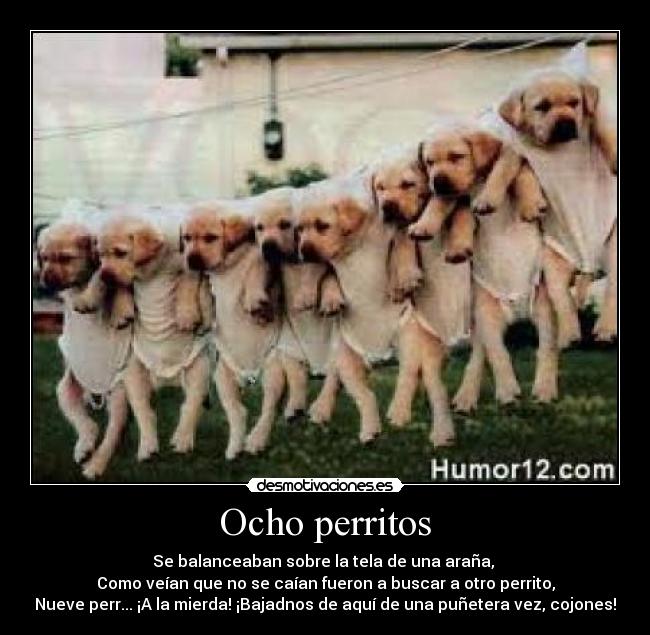 Humor12.com
desmotivaciones.es
Ocho perritos
Se balanceaban sobre la tela de una araña,
Como veían que no se caían fueron a buscar a otro perrito,
Nueve perr... ¡A la mierda! ¡Bajadnos de aquí de una puñetera vez, cojones!